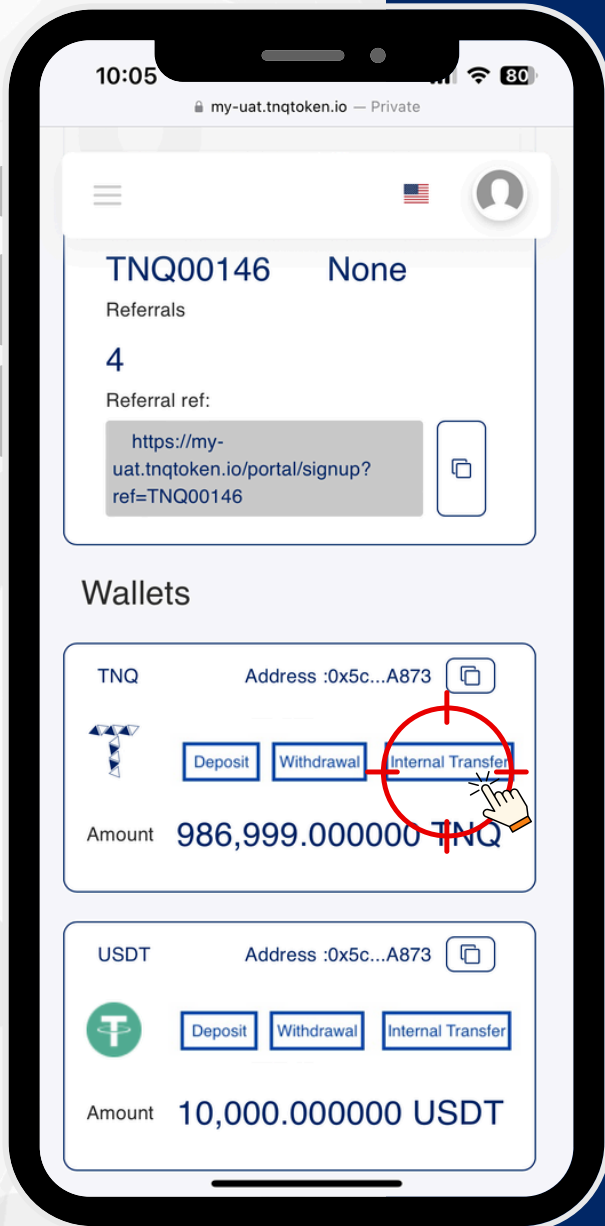 10:05
80
my-uat.tnqtoken.io — Private
TNQ00146 None
Referrals
4
Referral ref:
https://my-
uat.tnqtoken.io/portal/signup?
ref=TNQ00146
Wallets
TNQ Address :0x5c...A873
Deposit Withdrawal Internal Transfer
Amount 986,999.000000 TNQ
USDT Address :0x5c...A873
Deposit Withdrawal Internal Transfer
Amount 10,000.000000 USDT